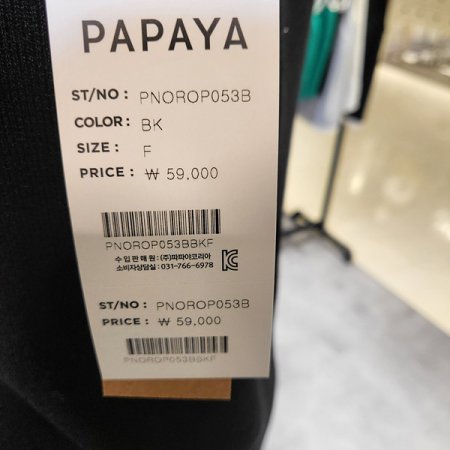 PAPAYA
ST/NO : PNOROP053B
COLOR: BK
SIZE : F
PRICE : ₩ 59,000
PNOROP053BBKF
수 입 판 매 원 : (주)파파야코리아
소비자상담실 : 031-766-6978
ST/NO : PNOROP053B
PRICE : ₩ 59,000
PNOROP053BBKF